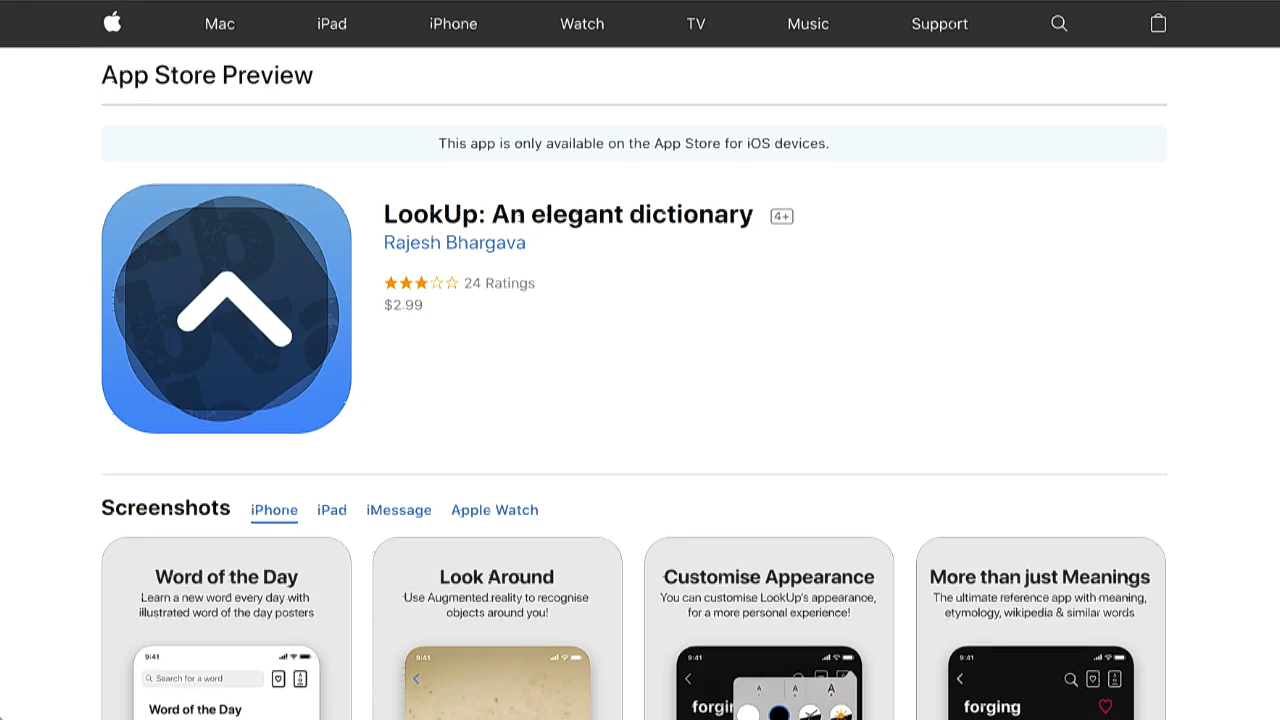 Mac iPad iPhone Watch TV Music Support
App Store Preview
This app is only available on the App Store for iOS devices.
LookUp: An elegant dictionary 4+
Rajesh Bhargava
24 Ratings
$2.99
Screenshots iPhone iPad iMessage Apple Watch
Word of the Day
Learn a new word every day with
illustrated word of the day posters
9:41
Search for a word
Word of the Day
Look Around
Use Augmented reality to recognise
objects around you!
9:41
Customise Appearance
You can customise LookUp's appearance,
for a more personal experience!
9:41
A A A
More than just Meanings
The ultimate reference app with meaning,
etymology, wikipedia & similar words
9:41
forging